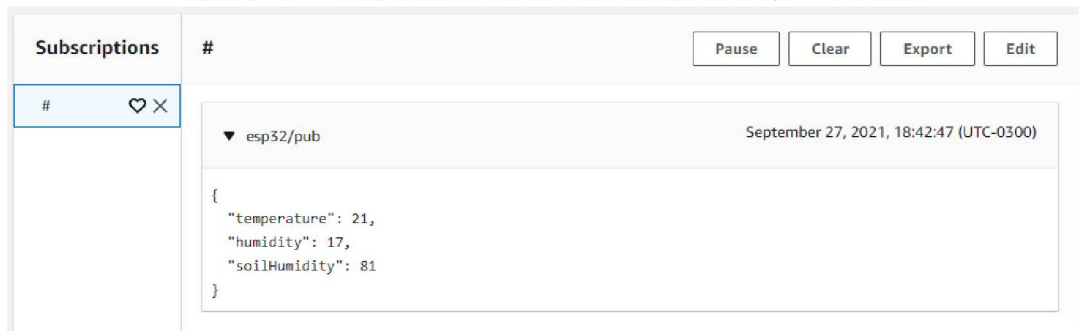 Subscriptions
#
Pause Clear Export Edit
#
esp32/pub September 27, 2021, 18:42:47 (UTC-0300)
{
"temperature": 21,
"humidity": 17,
"soilHumidity": 81
}